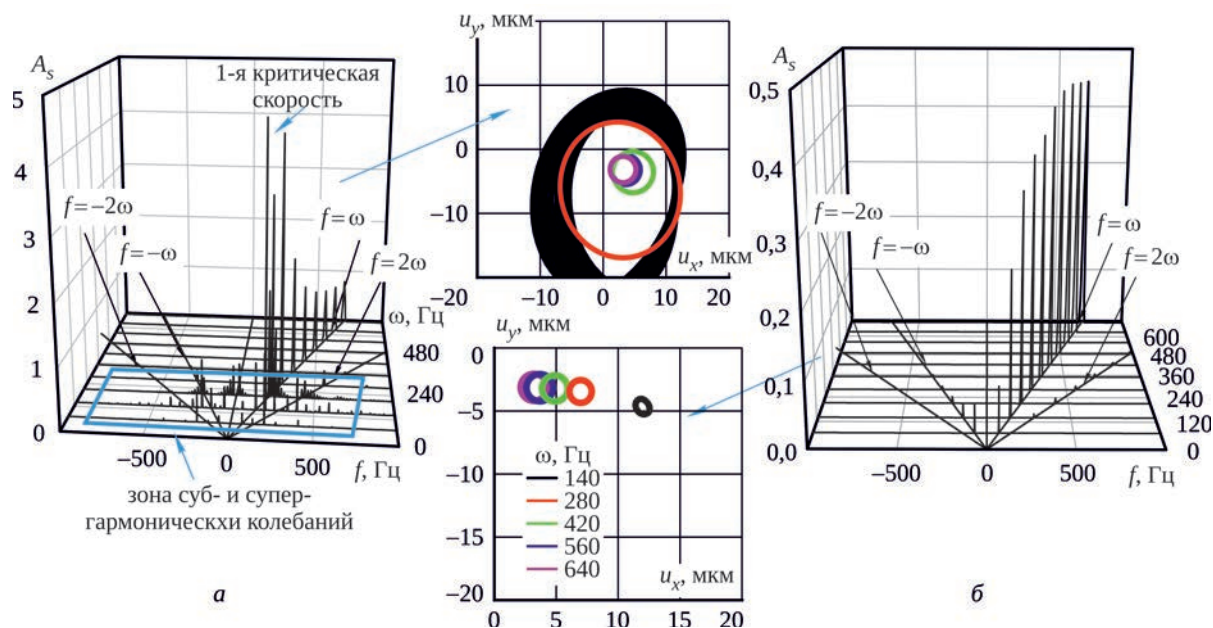 A_s
5
4
3
2
1
0
1-я критическая
скорость
f=−2ω
f=−ω
f=ω
f=2ω
ω, Гц
480
240
0
−500
0
500
f, Гц
зона суб- и супер-
гармоническхи колебаний
а
u_y, мкм
10
0
−10
−20
−10
0
10
20
u_x, мкм
u_y, мкм
0
−5
−10
−15
−20
ω, Гц
140
280
420
560
640
u_x, мкм
0
5
10
15
20
A_s
0,5
0,4
0,3
0,2
0,1
0,0
f=−2ω
f=−ω
f=ω
f=2ω
600
480
360
240
120
0
−500
0
500
f, Гц
б